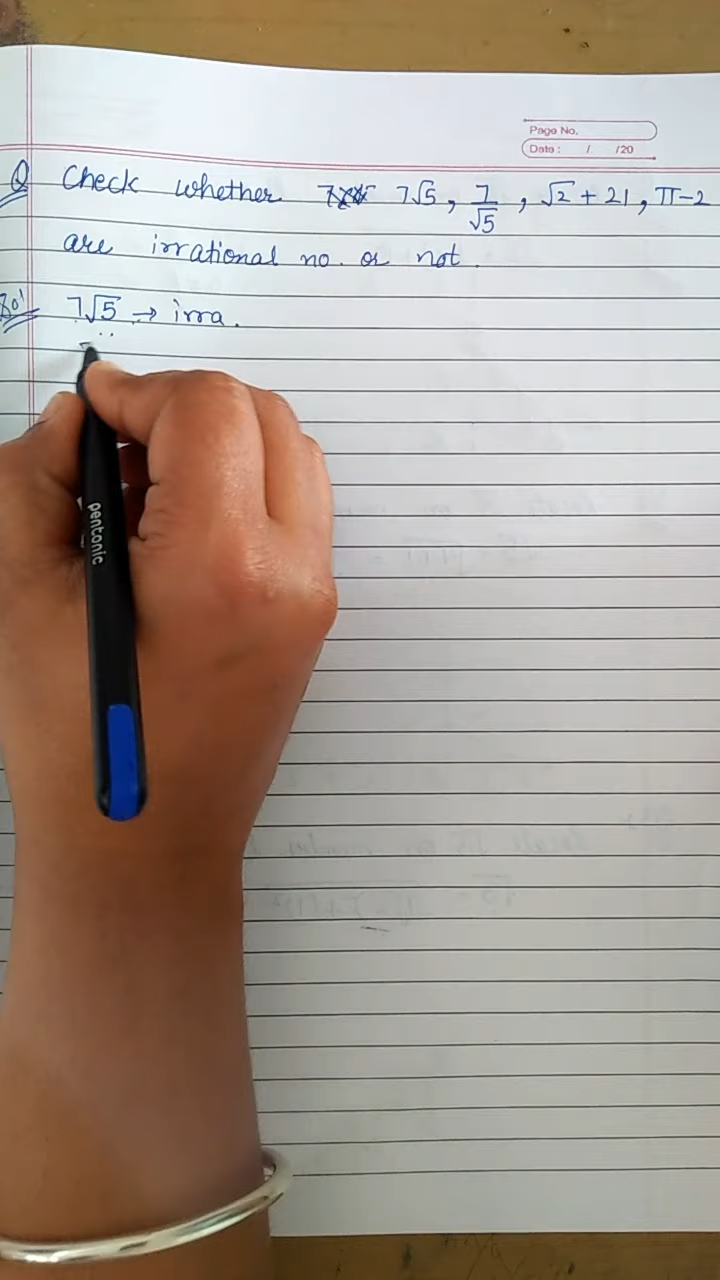 Page No.
Date : / /20
Q Check whether 7√5, 7/√5, √2 + 21, π-2
are irrational no. or not.
Sol 7√5 → irra.
pentonic